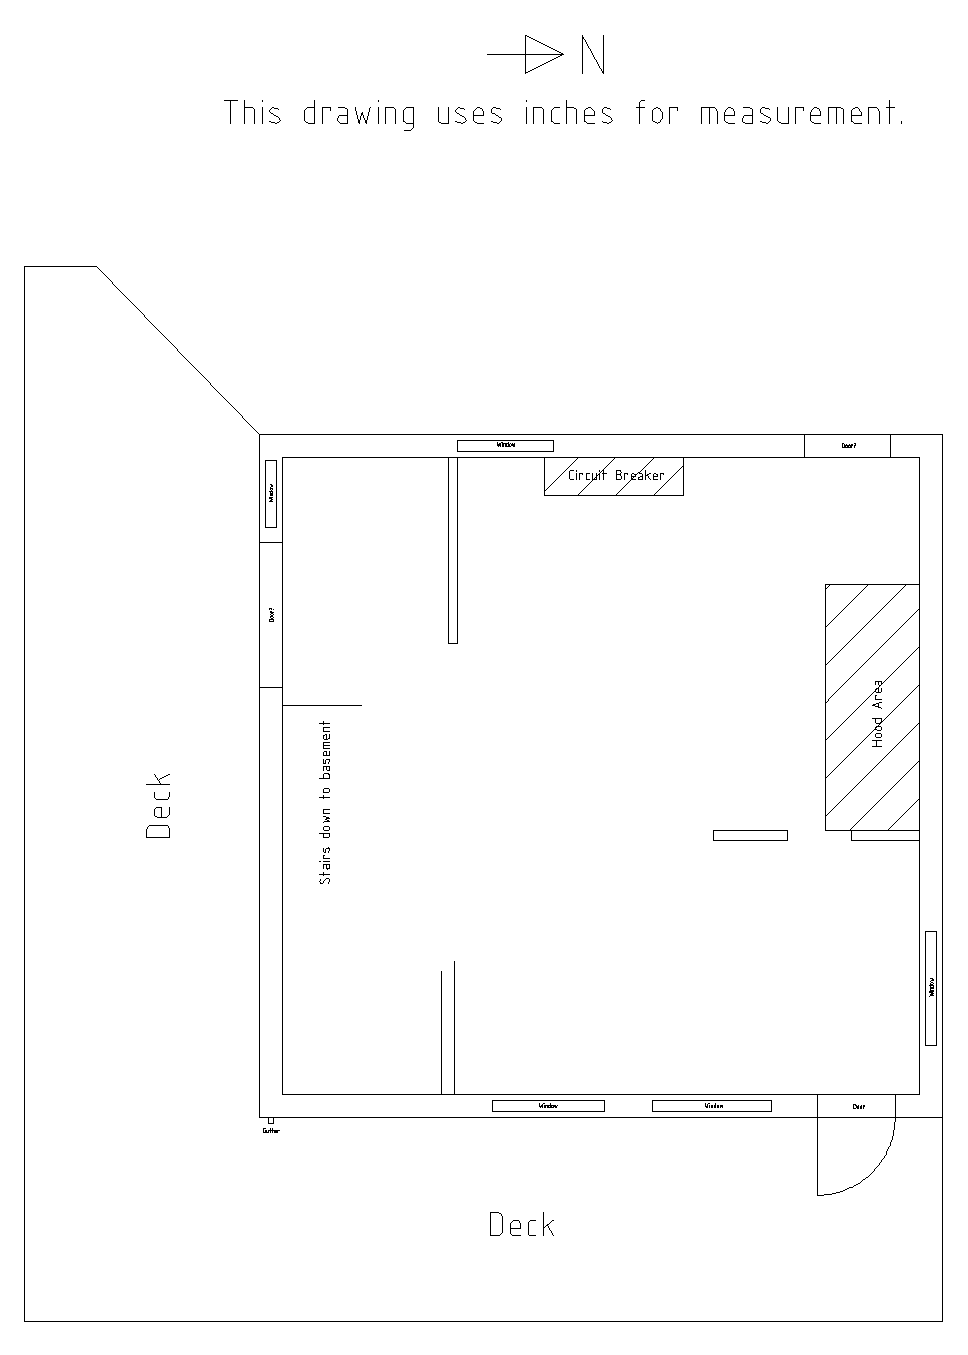 N
This drawing uses inches for measurement.
Window
Door?
Circuit Breaker
Window
Door?
Hood Area
Stairs down to basement
Deck
Window
Window
Window
Door
Gutter
Deck